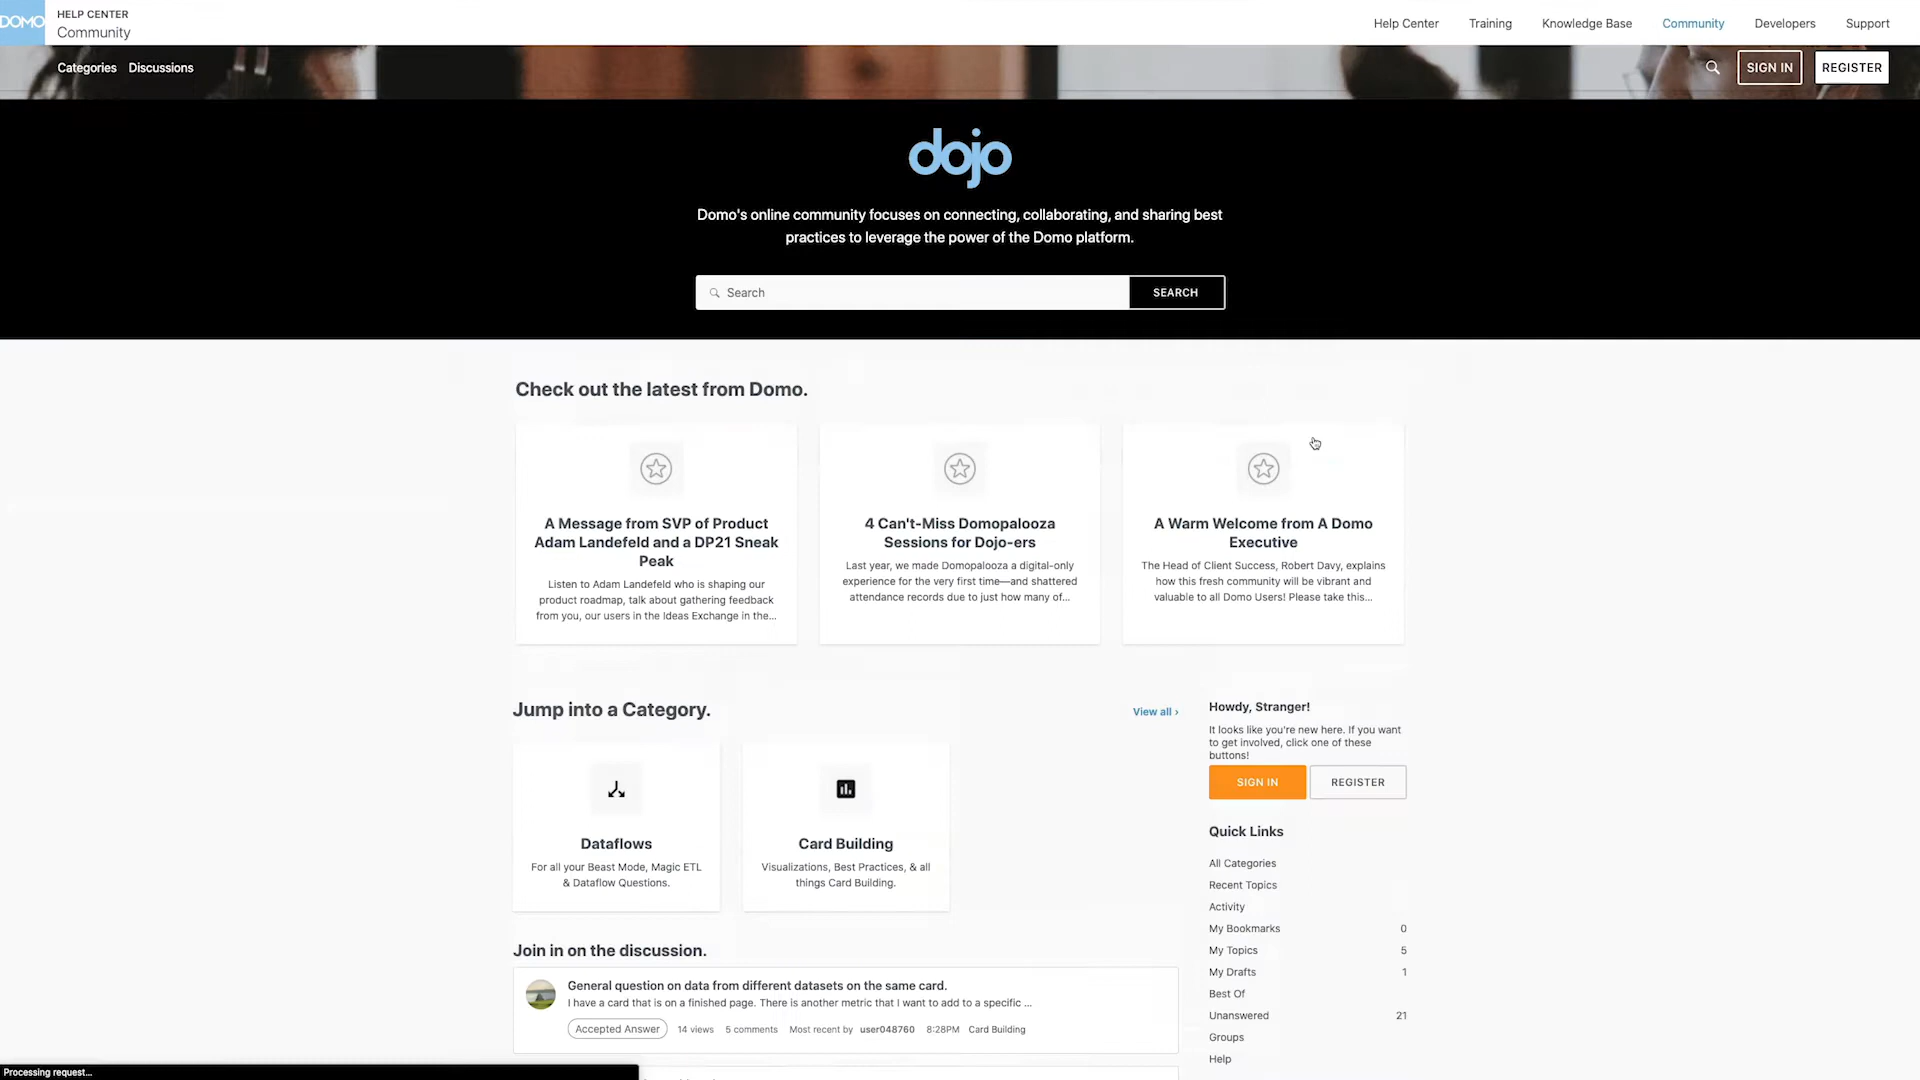 DOMO
HELP CENTER
Community
Help Center
Training
Knowledge Base
Community
Developers
Support
Categories
Discussions
SIGN IN
REGISTER
dojo
Domo's online community focuses on connecting, collaborating, and sharing best
practices to leverage the power of the Domo platform.
Search
SEARCH
Check out the latest from Domo.
A Message from SVP of Product
Adam Landefeld and a DP21 Sneak
Peak
Listen to Adam Landefeld who is shaping our
product roadmap, talk about gathering feedback
from you, our users in the Ideas Exchange in the...
4 Can't-Miss Domopalooza
Sessions for Dojo-ers
Last year, we made Domopalooza a digital-only
experience for the very first time—and shattered
attendance records due to just how many of...
A Warm Welcome from A Domo
Executive
The Head of Client Success, Robert Davy, explains
how this fresh community will be vibrant and
valuable to all Domo Users! Please take this...
Jump into a Category.
View all ›
Dataflows
For all your Beast Mode, Magic ETL
& Dataflow Questions.
Card Building
Visualizations, Best Practices, & all
things Card Building.
Howdy, Stranger!
It looks like you're new here. If you want
to get involved, click one of these
buttons!
SIGN IN
REGISTER
Quick Links
All Categories
Recent Topics
Activity
My Bookmarks 0
My Topics 5
My Drafts 1
Best Of
Unanswered 21
Groups
Help
Join in on the discussion.
General question on data from different datasets on the same card.
I have a card that is on a finished page. There is another metric that I want to add to a specific ...
Accepted Answer 14 views 5 comments Most recent by user048760 8:28PM Card Building
Processing request...